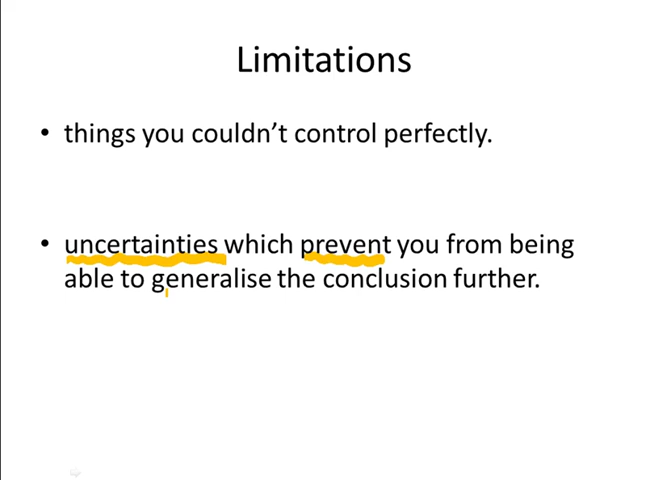 Limitations
• things you couldn't control perfectly.
• uncertainties which prevent you from being
able to generalise the conclusion further.